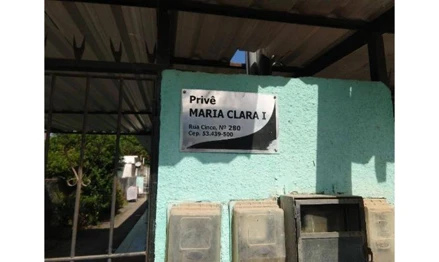 Privê
MARIA CLARA I
Rua Cinco, Nº 280
Cep. 53.439-500